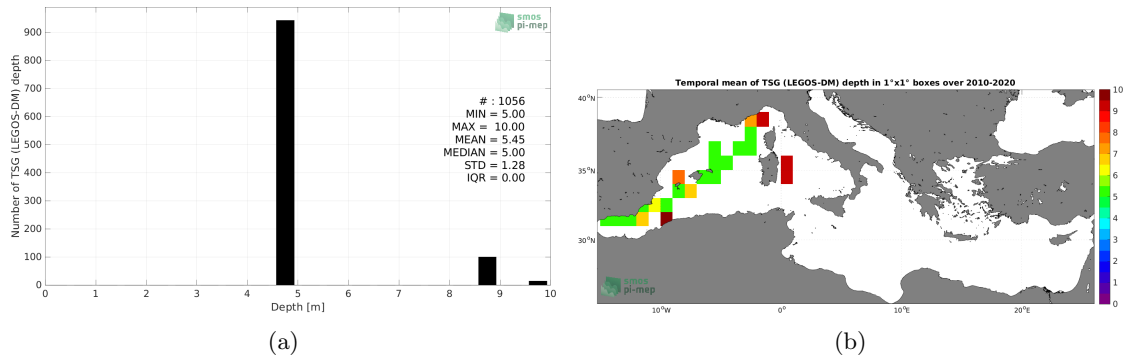 900
800
700
600
500
400
300
200
100
0
Number of TSG (LEGOS-DM) depth
0 1 2 3 4 5 6 7 8 9 10
Depth [m]
smos
pi-mep
# : 1056
MIN = 5.00
MAX = 10.00
MEAN = 5.45
MEDIAN = 5.00
STD = 1.28
IQR = 0.00
(a)
Temporal mean of TSG (LEGOS-DM) depth in 1°x1° boxes over 2010-2020
40°N
35°N
30°N
10°W 0° 10°E 20°E
smos
pi-mep
10
9
8
7
6
5
4
3
2
1
0
(b)